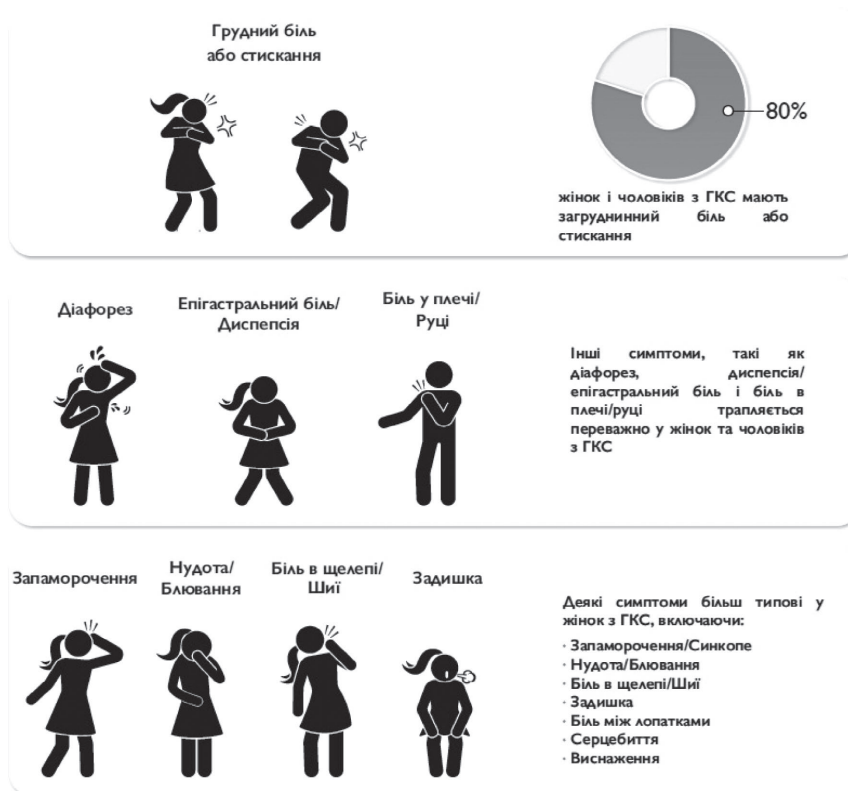 Грудний біль
або стискання
80%
жінок і чоловіків з ГКС мають
загруднинний біль або
стискання
Діафорез
Епігастральний біль/
Диспепсія
Біль у плечі/
Руці
Інші симптоми, такі як
діафорез, диспепсія/
епігастральний біль і біль в
плечі/руці трапляється
переважно у жінок та чоловіків
з ГКС
Запаморочення
Нудота/
Блювання
Біль в щелепі/
Шиї
Задишка
Деякі симптоми більш типові у
жінок з ГКС, включаючи:
· Запаморочення/Синкопе
· Нудота/Блювання
· Біль в щелепі/Шиї
· Задишка
· Біль між лопатками
· Серцебиття
· Виснаження